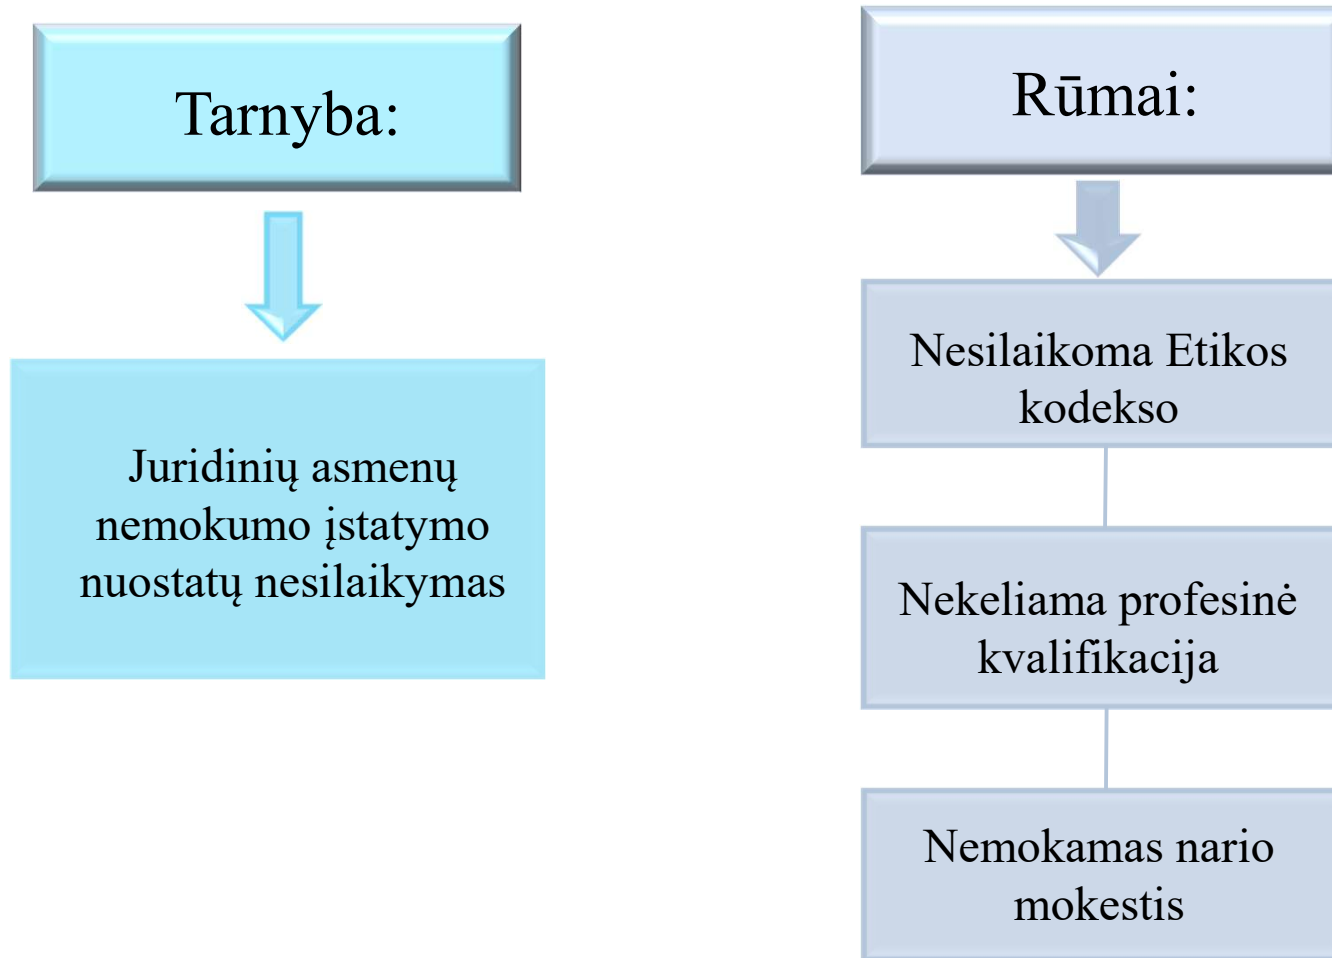 Tarnyba:
Juridinių asmenų
nemokumo įstatymo
nuostatų nesilaikymas
Rūmai:
Nesilaikoma Etikos
kodekso
Nekeliama profesinė
kvalifikacija
Nemokamas nario
mokestis